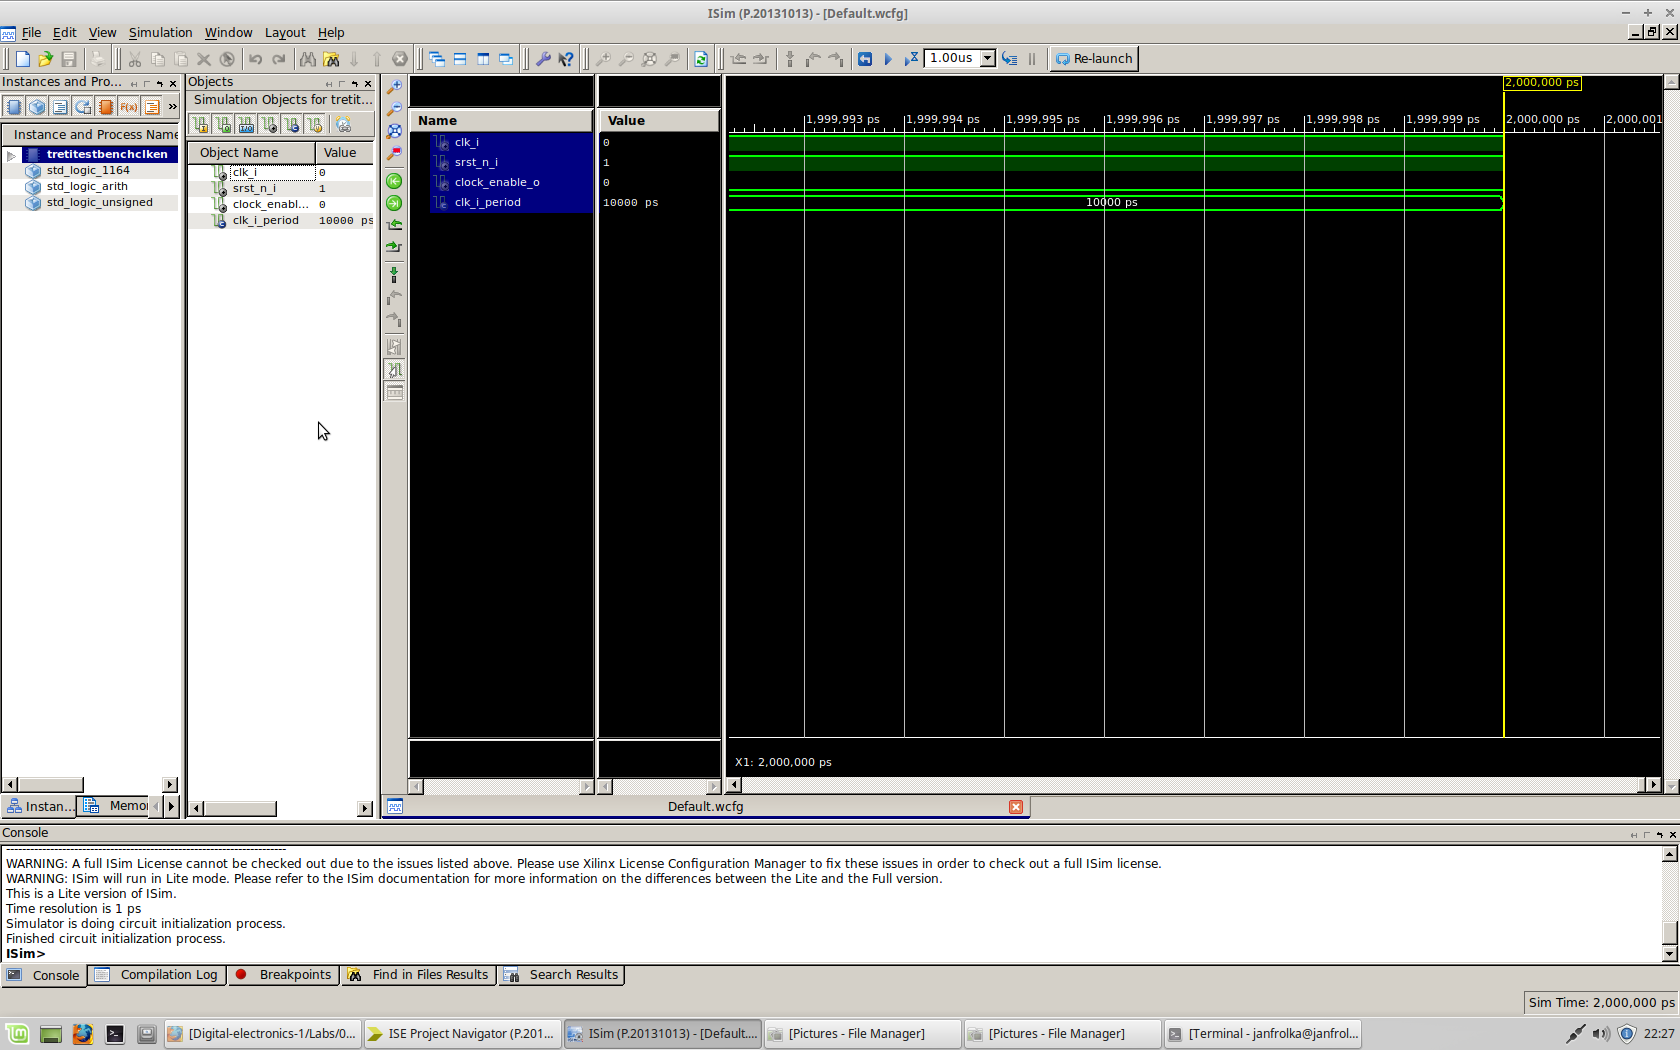 ISim (P.20131013) - [Default.wcfg]
File Edit View Simulation Window Layout Help
1.00us
Re-launch
Instances and Pro...
F(x)
»
Instance and Process Name
tretitestbenchclken
std_logic_1164
std_logic_arith
std_logic_unsigned
Instan...
Memo
Objects
Simulation Objects for tretit...
Object Name Value
clk_i 0
srst_n_i 1
clock_enabl... 0
clk_i_period 10000 ps
Name Value
clk_i 0
srst_n_i 1
clock_enable_o 0
clk_i_period 10000 ps
2,000,000 ps
1,999,993 ps 1,999,994 ps 1,999,995 ps 1,999,996 ps 1,999,997 ps 1,999,998 ps 1,999,999 ps 2,000,000 ps 2,000,001
10000 ps
X1: 2,000,000 ps
Default.wcfg
Console
WARNING: A full ISim License cannot be checked out due to the issues listed above. Please use Xilinx License Configuration Manager to fix these issues in order to check out a full ISim license.
WARNING: ISim will run in Lite mode. Please refer to the ISim documentation for more information on the differences between the Lite and the Full version.
This is a Lite version of ISim.
Time resolution is 1 ps
Simulator is doing circuit initialization process.
Finished circuit initialization process.
ISim>
Console Compilation Log Breakpoints Find in Files Results Search Results
Sim Time: 2,000,000 ps
[Digital-electronics-1/Labs/0... ISE Project Navigator (P.201... ISim (P.20131013) - [Default.... [Pictures - File Manager] [Pictures - File Manager] [Terminal - janfrolka@janfrol... 22:27